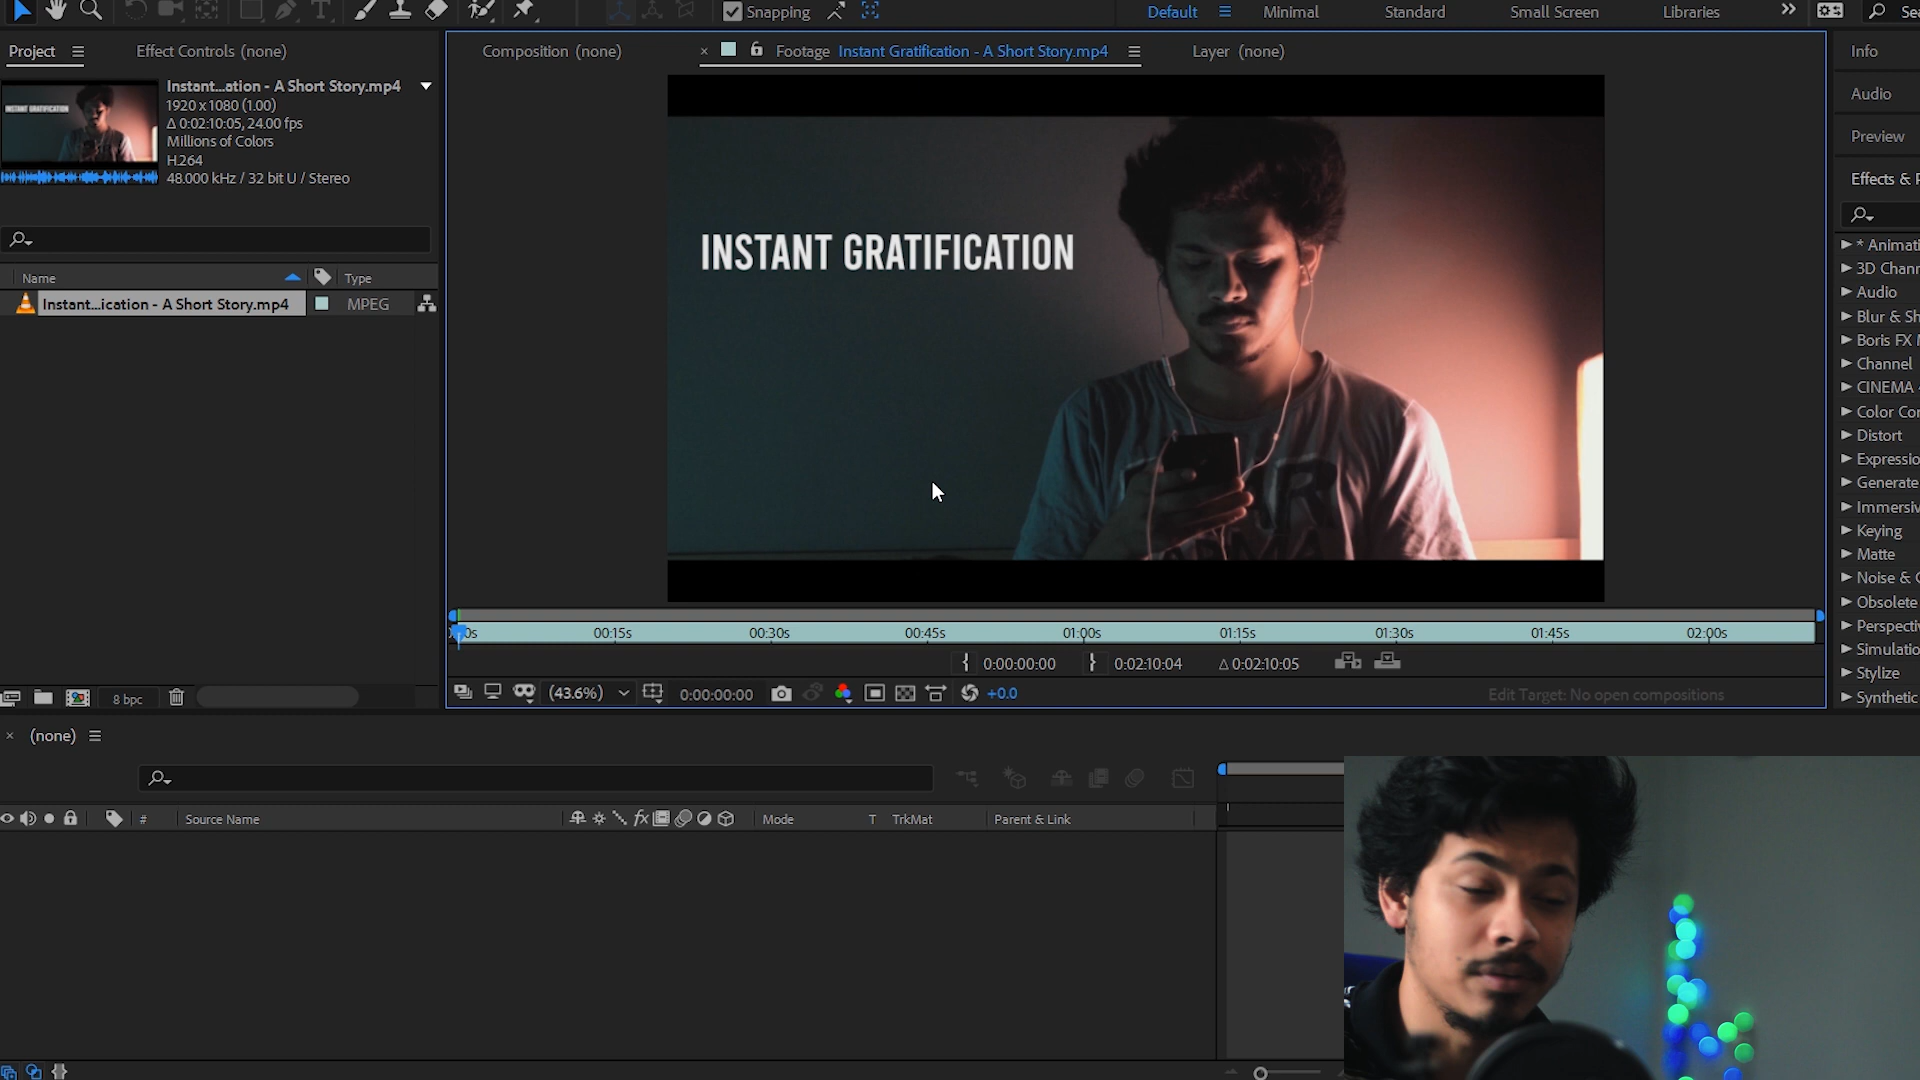 Snapping
Default
Minimal
Standard
Small Screen
Libraries
Project
Effect Controls (none)
Composition (none)
Footage Instant Gratification - A Short Story.mp4
Layer (none)
Info
Instant...ation - A Short Story.mp4
1920 x 1080 (1.00)
Δ 0:02:10:05, 24.00 fps
Millions of Colors
H.264
48.000 kHz / 32 bit U / Stereo
Audio
Preview
Effects &
INSTANT GRATIFICATION
Name
Type
Instant...ication - A Short Story.mp4
MPEG
* Animati
3D Chann
Audio
Blur & Sh
Boris FX
Channel
CINEMA
Color Cor
Distort
Expressio
Generate
Immersiv
Keying
Matte
Noise &
Obsolete
Perspecti
Simulatio
Stylize
Synthetic
00:15s
00:30s
00:45s
01:00s
01:15s
01:30s
01:45s
02:00s
0:00:00:00
0:02:10:04
Δ 0:02:10:05
8 bpc
(43.6%)
0:00:00:00
+0.0
Edit Target: No open compositions
(none)
#
Source Name
Mode
T
TrkMat
Parent & Link